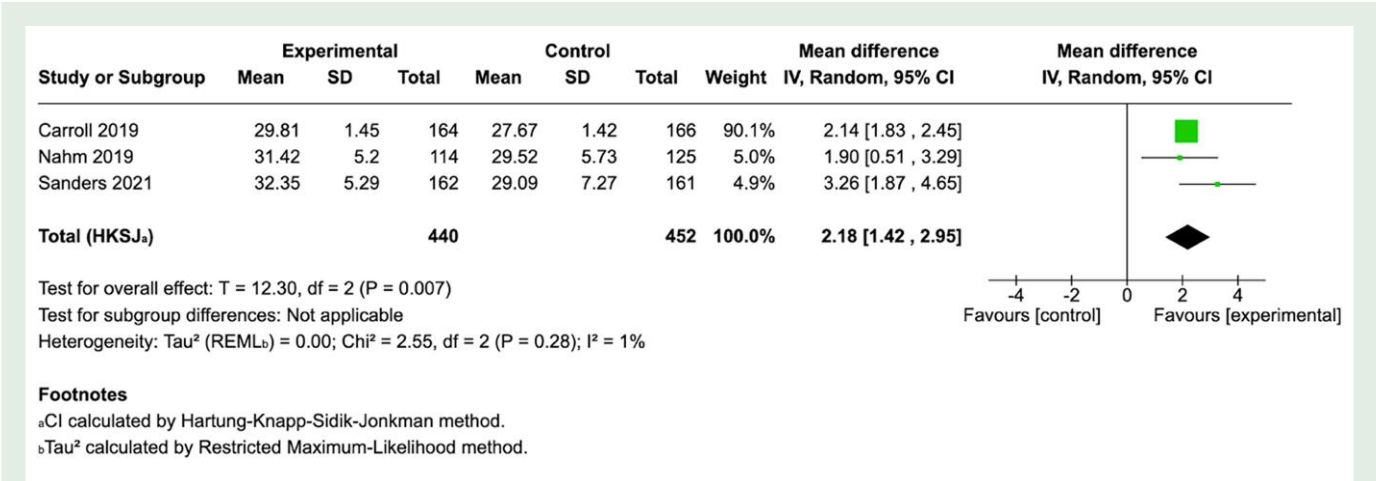 Experimental Control Mean difference Mean difference
Study or Subgroup Mean SD Total Mean SD Total Weight IV, Random, 95% CI IV, Random, 95% CI
Carroll 2019 29.81 1.45 164 27.67 1.42 166 90.1% 2.14 [1.83 , 2.45]
Nahm 2019 31.42 5.2 114 29.52 5.73 125 5.0% 1.90 [0.51 , 3.29]
Sanders 2021 32.35 5.29 162 29.09 7.27 161 4.9% 3.26 [1.87 , 4.65]
Total (HKSJₐ) 440 452 100.0% 2.18 [1.42 , 2.95]
Test for overall effect: T = 12.30, df = 2 (P = 0.007)
-4 -2 0 2 4
Test for subgroup differences: Not applicable Favours [control] Favours [experimental]
Heterogeneity: Tau² (REMLb) = 0.00; Chi² = 2.55, df = 2 (P = 0.28); I² = 1%
Footnotes
ₐCI calculated by Hartung-Knapp-Sidik-Jonkman method.
bTau² calculated by Restricted Maximum-Likelihood method.